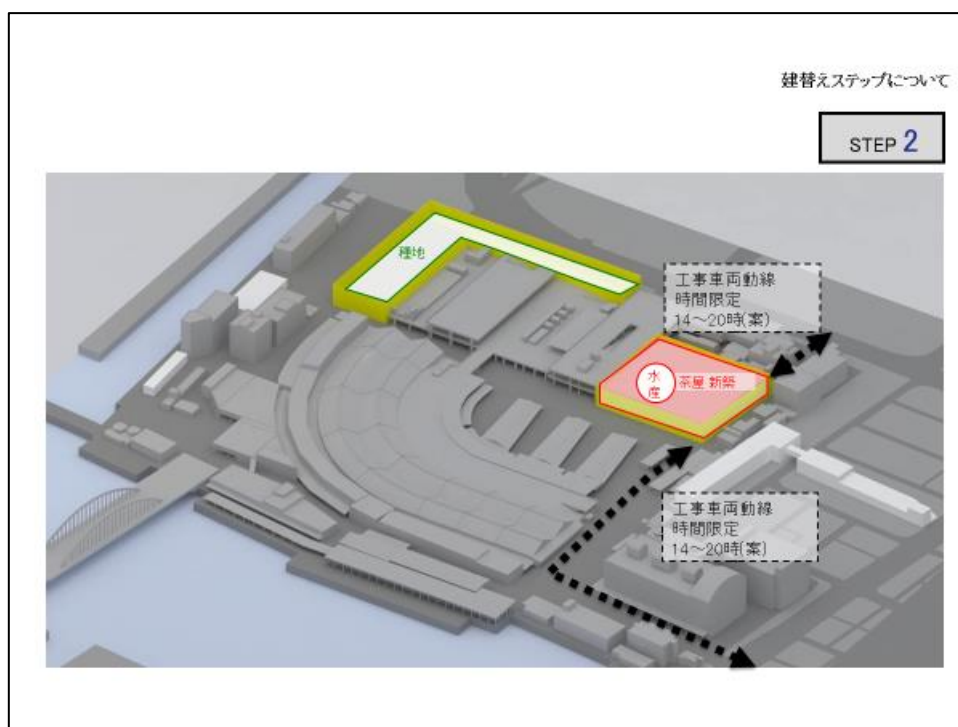 建替えステップについて
STEP 2
種地
工事車両動線
時間限定
14～20時(案)
水産
茶屋 新築
工事車両動線
時間限定
14～20時(案)